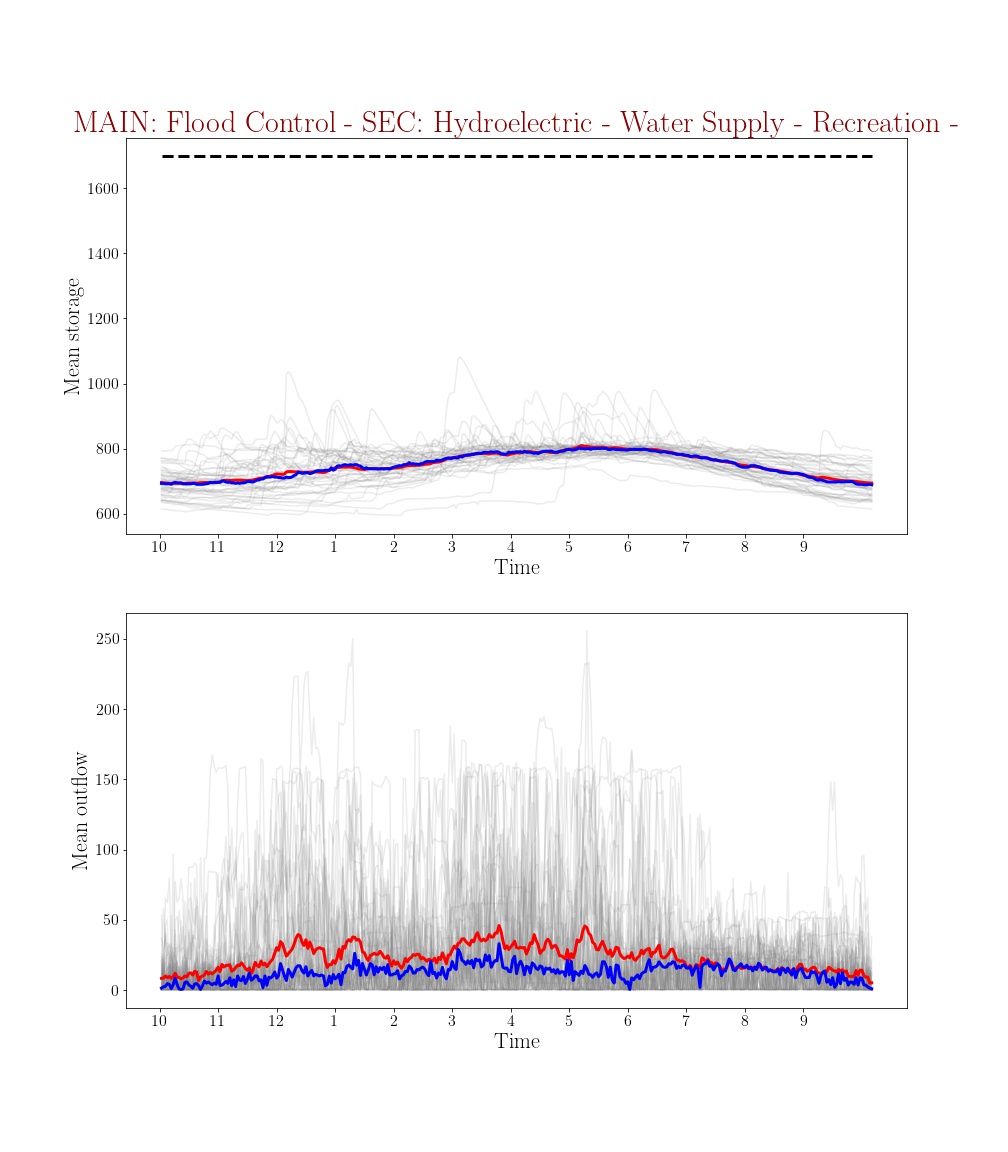 MAIN: Flood Control - SEC: Hydroelectric - Water Supply - Recreation -
1600
1400
1200
1000
800
600
Mean storage
10 11 12 1 2 3 4 5 6 7 8 9
Time
250
200
150
100
50
0
Mean outflow
10 11 12 1 2 3 4 5 6 7 8 9
Time